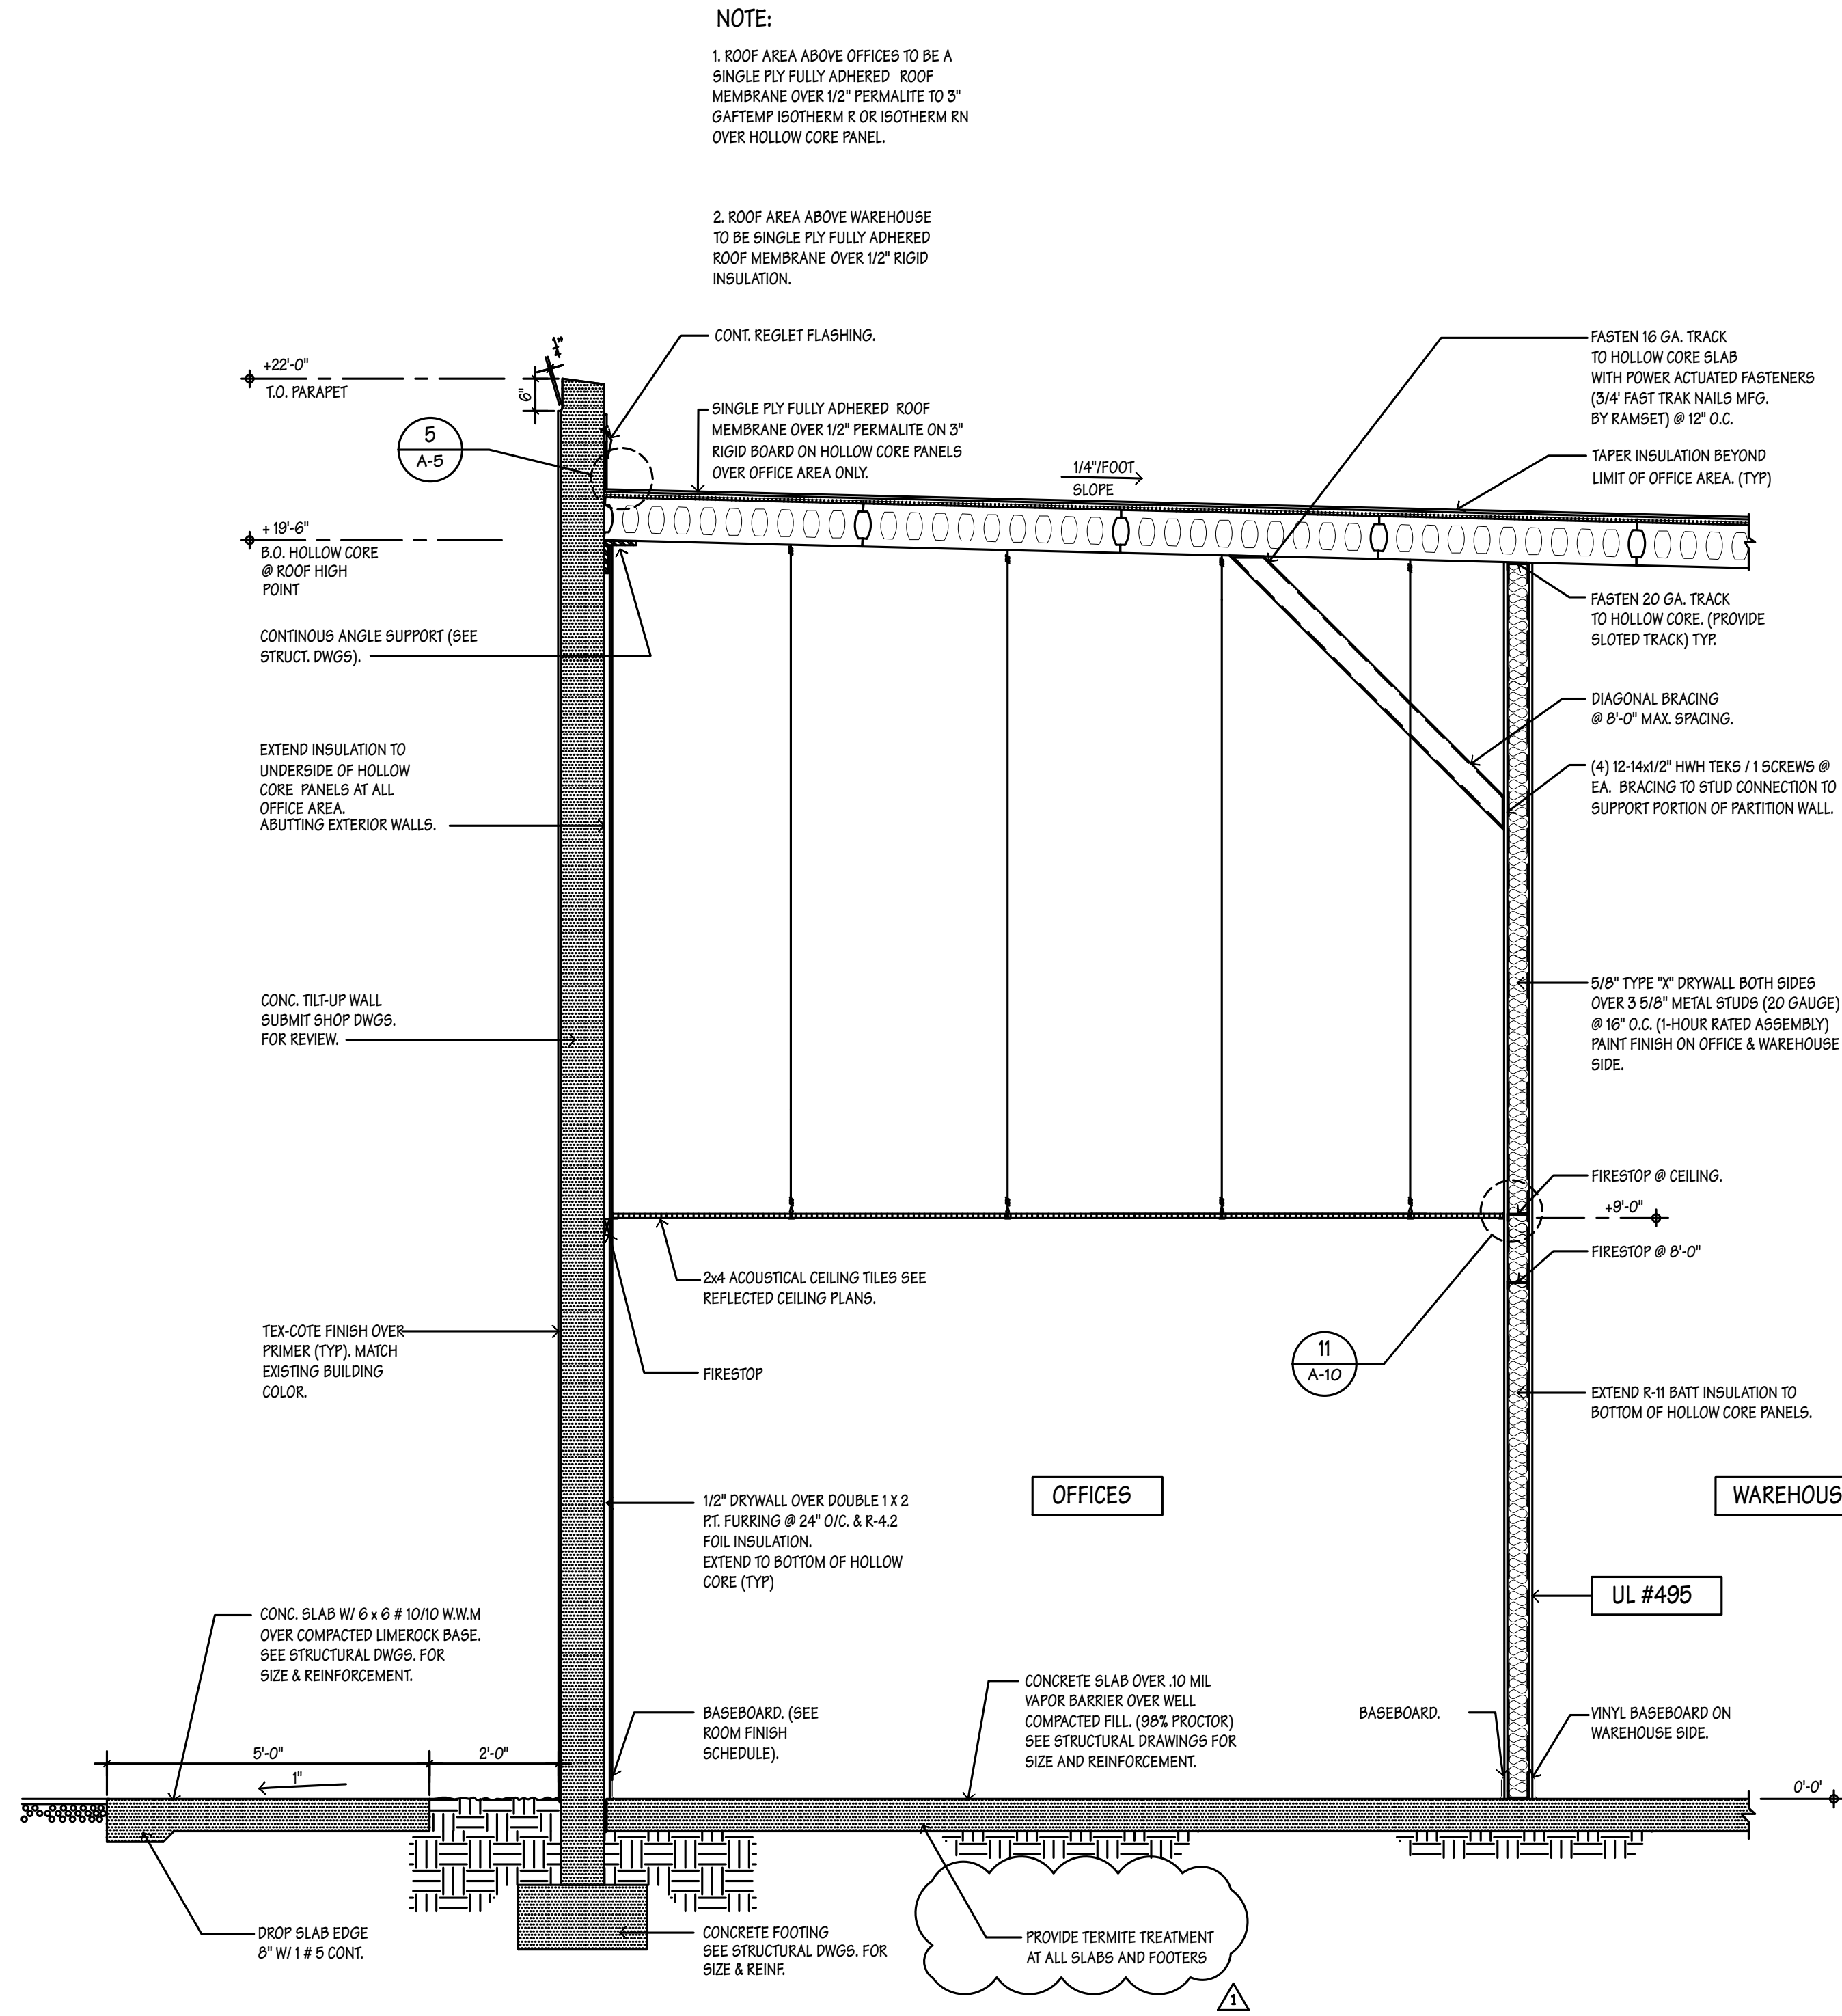 NOTE:
1. ROOF AREA ABOVE OFFICES TO BE A
SINGLE PLY FULLY ADHERED ROOF
MEMBRANE OVER 1/2" PERMALITE TO 3"
GAFTEMP ISOTHERM R OR ISOTHERM RN
OVER HOLLOW CORE PANEL.
2. ROOF AREA ABOVE WAREHOUSE
TO BE SINGLE PLY FULLY ADHERED
ROOF MEMBRANE OVER 1/2" RIGID
INSULATION.
CONT. REGLET FLASHING.
SINGLE PLY FULLY ADHERED ROOF
MEMBRANE OVER 1/2" PERMALITE ON 3"
RIGID BOARD ON HOLLOW CORE PANELS
OVER OFFICE AREA ONLY.
1/4"/FOOT
SLOPE
FASTEN 16 GA. TRACK
TO HOLLOW CORE SLAB
WITH POWER ACTUATED FASTENERS
(3/4' FAST TRAK NAILS MFG.
BY RAMSET) @ 12" O.C.
TAPER INSULATION BEYOND
LIMIT OF OFFICE AREA. (TYP)
+22'-0"
T.O. PARAPET
1/4"
6"
5
A-5
+ 19'-6"
B.O. HOLLOW CORE
@ ROOF HIGH
POINT
CONTINOUS ANGLE SUPPORT (SEE
STRUCT. DWGS).
FASTEN 20 GA. TRACK
TO HOLLOW CORE. (PROVIDE
SLOTED TRACK) TYP.
DIAGONAL BRACING
@ 8'-0" MAX. SPACING.
(4) 12-14x1/2" HWH TEKS / 1 SCREWS @
EA. BRACING TO STUD CONNECTION TO
SUPPORT PORTION OF PARTITION WALL.
EXTEND INSULATION TO
UNDERSIDE OF HOLLOW
CORE PANELS AT ALL
OFFICE AREA.
ABUTTING EXTERIOR WALLS.
CONC. TILT-UP WALL
SUBMIT SHOP DWGS.
FOR REVIEW.
5/8" TYPE "X" DRYWALL BOTH SIDES
OVER 3 5/8" METAL STUDS (20 GAUGE)
@ 16" O.C. (1-HOUR RATED ASSEMBLY)
PAINT FINISH ON OFFICE & WAREHOUSE
SIDE.
FIRESTOP @ CEILING.
+9'-0"
FIRESTOP @ 8'-0"
2x4 ACOUSTICAL CEILING TILES SEE
REFLECTED CEILING PLANS.
TEX-COTE FINISH OVER
PRIMER (TYP). MATCH
EXISTING BUILDING
COLOR.
FIRESTOP
11
A-10
EXTEND R-11 BATT INSULATION TO
BOTTOM OF HOLLOW CORE PANELS.
OFFICES
WAREHOUS
1/2" DRYWALL OVER DOUBLE 1 X 2
P.T. FURRING @ 24" O/C. & R-4.2
FOIL INSULATION.
EXTEND TO BOTTOM OF HOLLOW
CORE (TYP)
UL #495
CONC. SLAB W/ 6 x 6 # 10/10 W.W.M
OVER COMPACTED LIMEROCK BASE.
SEE STRUCTURAL DWGS. FOR
SIZE & REINFORCEMENT.
BASEBOARD. (SEE
ROOM FINISH
SCHEDULE).
CONCRETE SLAB OVER .10 MIL
VAPOR BARRIER OVER WELL
COMPACTED FILL. (98% PROCTOR)
SEE STRUCTURAL DRAWINGS FOR
SIZE AND REINFORCEMENT.
BASEBOARD.
VINYL BASEBOARD ON
WAREHOUSE SIDE.
5'-0"
2'-0"
1"
0'-0'
DROP SLAB EDGE
8" W/ 1 # 5 CONT.
CONCRETE FOOTING
SEE STRUCTURAL DWGS. FOR
SIZE & REINF.
PROVIDE TERMITE TREATMENT
AT ALL SLABS AND FOOTERS
1